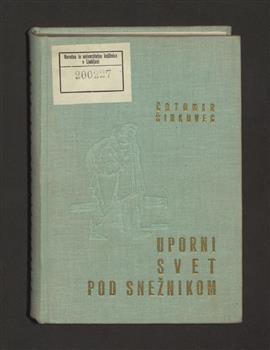 Narodna in univerzitetna knjižnica
v Ljubljani
200227
ČRTOMIR
ŠINKOVEC
UPORNI
SVET
POD SNEŽNIKOM